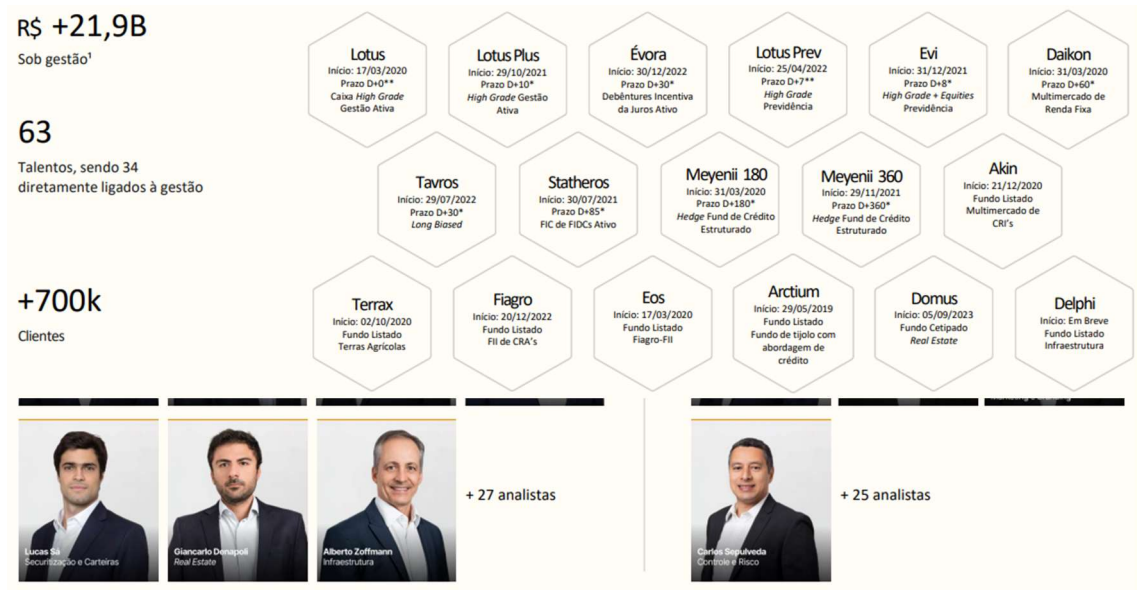 R$ +21,9B
Sob gestão¹
63
Talentos, sendo 34
diretamente ligados à gestão
+700k
Clientes
Lotus
Início: 17/03/2020
Prazo D+0**
Caixa High Grade
Gestão Ativa
Lotus Plus
Início: 29/10/2021
Prazo D+10*
High Grade Gestão
Ativa
Évora
Início: 30/12/2022
Prazo D+30*
Debêntures Incentiva
da Juros Ativo
Lotus Prev
Início: 25/04/2022
Prazo D+7**
High Grade
Previdência
Evi
Início: 31/12/2021
Prazo D+8*
High Grade + Equities
Previdência
Daikon
Início: 31/03/2020
Prazo D+60*
Multimercado de
Renda Fixa
Tavros
Início: 29/07/2022
Prazo D+30*
Long Biased
Statheros
Início: 30/07/2021
Prazo D+85*
FIC de FIDCs Ativo
Meyenii 180
Início: 31/03/2020
Prazo D+180*
Hedge Fund de Crédito
Estruturado
Meyenii 360
Início: 29/11/2021
Prazo D+360*
Hedge Fund de Crédito
Estruturado
Akin
Início: 21/12/2020
Fundo Listado
Multimercado de
CRI's
Terrax
Início: 02/10/2020
Fundo Listado
Terras Agrícolas
Fiagro
Início: 20/12/2022
Fundo Listado
FII de CRA's
Eos
Início: 17/03/2020
Fundo Listado
Fiagro-FII
Arctium
Início: 29/05/2019
Fundo Listado
Fundo de tijolo com
abordagem de
crédito
Domus
Início: 05/09/2023
Fundo Cetipado
Real Estate
Delphi
Início: Em Breve
Fundo Listado
Infraestrutura
Lucas Sá
Securitização e Carteiras
Giancarlo Denapoli
Real Estate
Alberto Zoffmann
Infraestrutura
+ 27 analistas
Carlos Sepulveda
Controle e Risco
+ 25 analistas